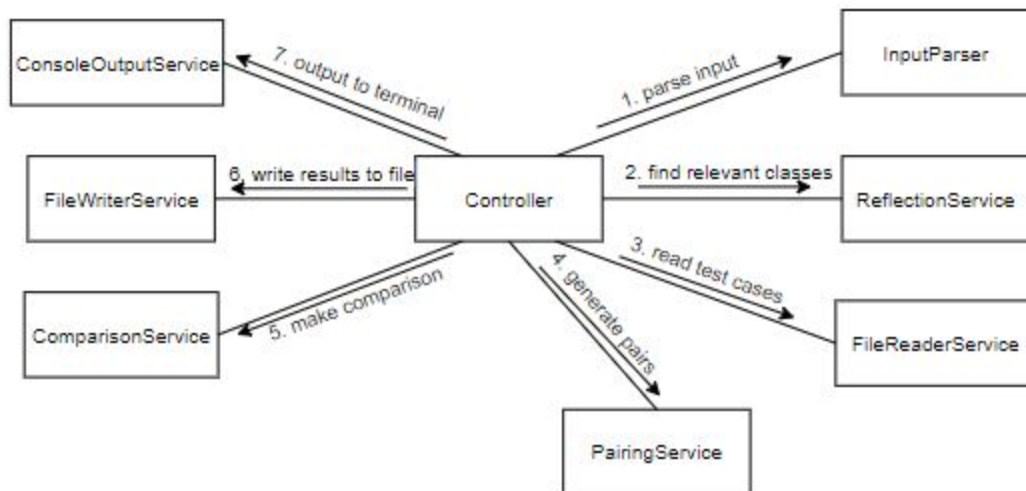 ConsoleOutputService
7. output to terminal
1. parse input
InputParser
FileWriterService
6. write results to file
Controller
2. find relevant classes
ReflectionService
ComparisonService
5. make comparison
4. generate pairs
3. read test cases
FileReaderService
PairingService